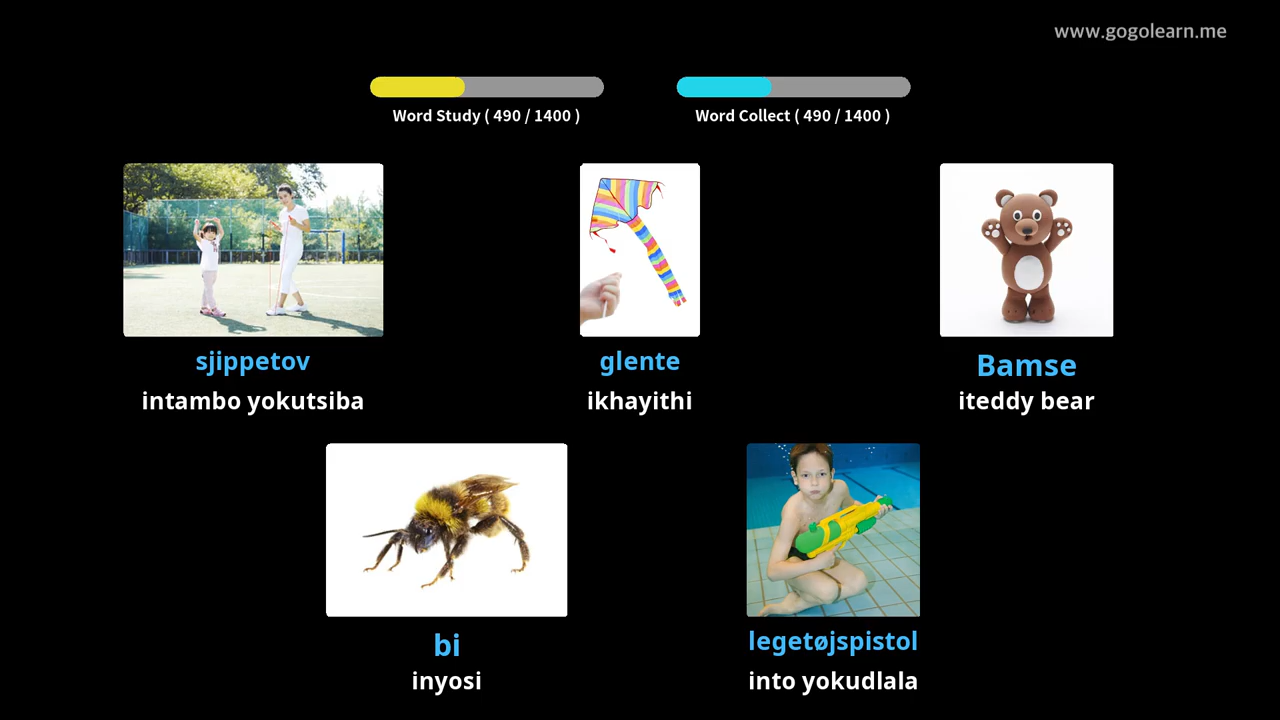 www.gogolearn.me
Word Study ( 490 / 1400 )
Word Collect ( 490 / 1400 )
sjippetov
intambo yokutsiba
glente
ikhayithi
Bamse
iteddy bear
bi
inyosi
legetøjspistol
into yokudlala